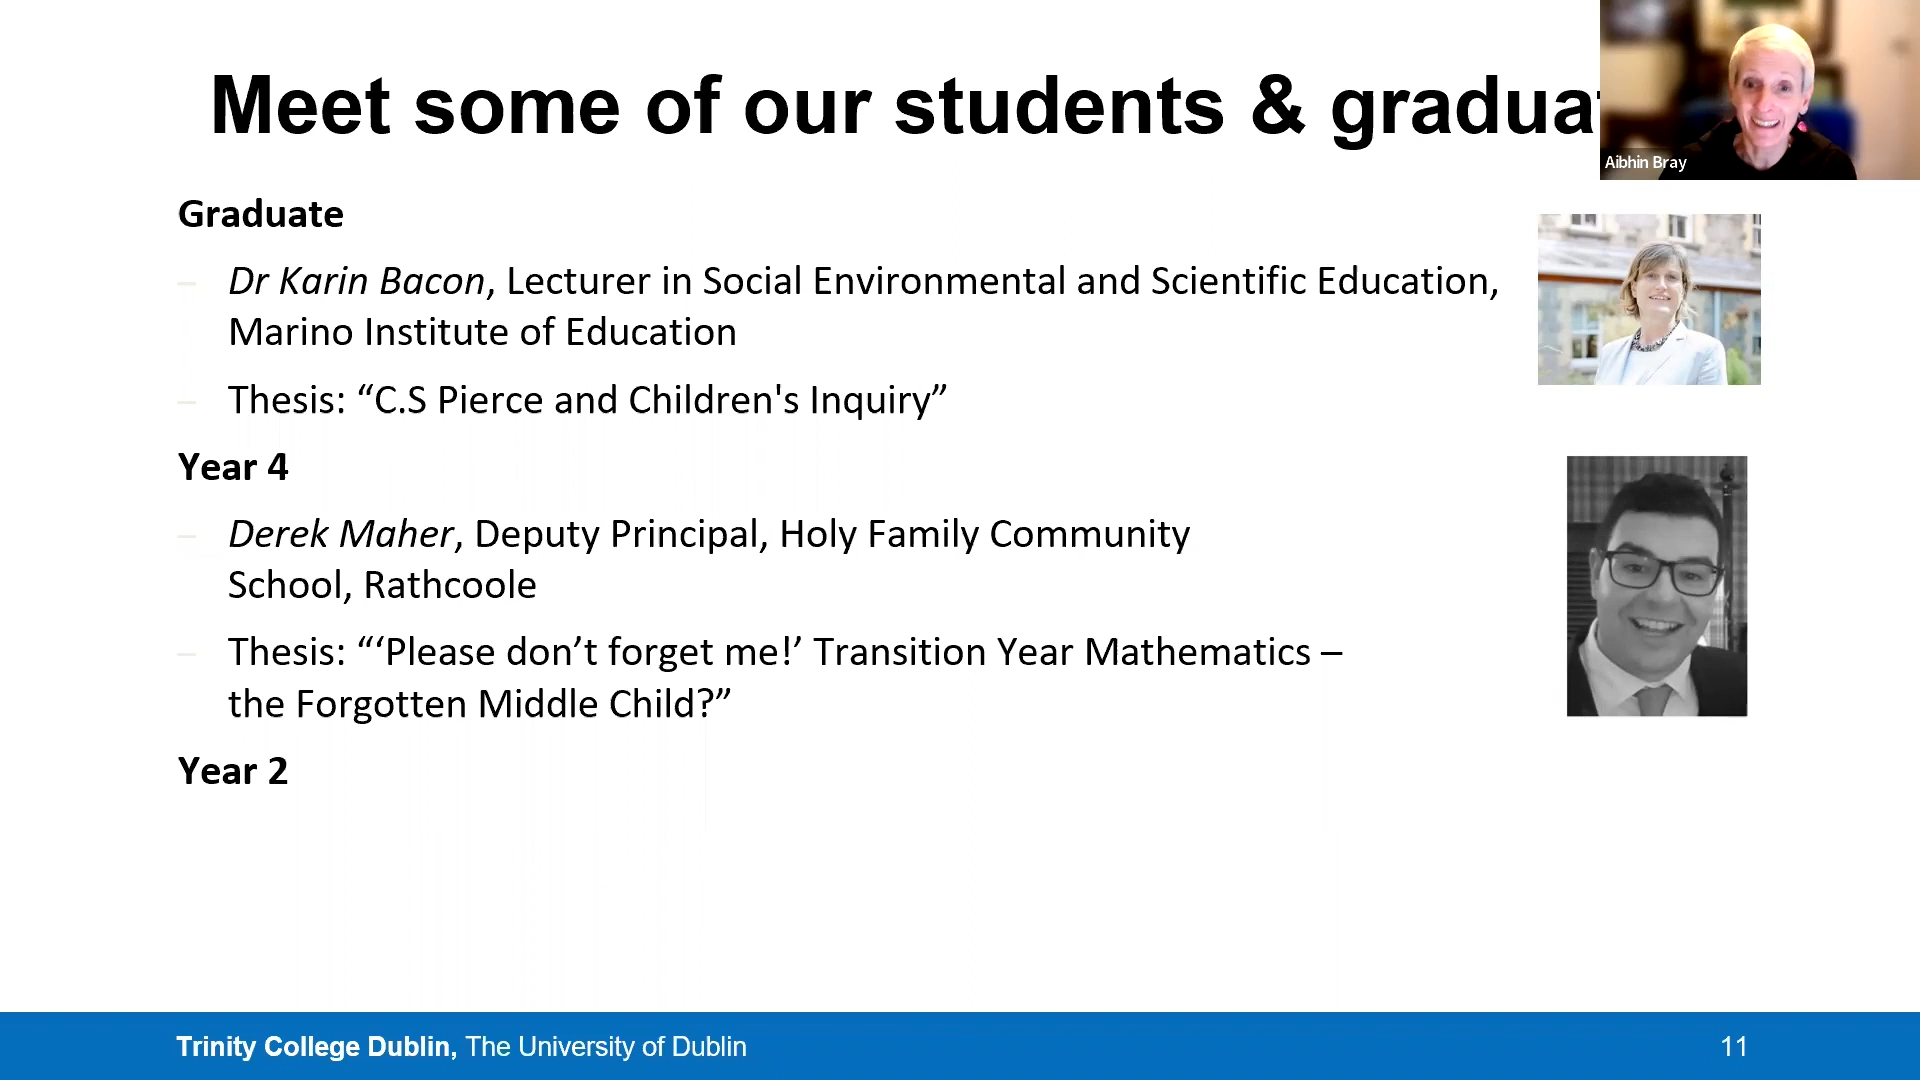 Meet some of our students & gradua
Aibhin Bray
Graduate
– Dr Karin Bacon, Lecturer in Social Environmental and Scientific Education,
Marino Institute of Education
– Thesis: “C.S Pierce and Children's Inquiry”
Year 4
– Derek Maher, Deputy Principal, Holy Family Community
School, Rathcoole
– Thesis: “‘Please don’t forget me!’ Transition Year Mathematics –
the Forgotten Middle Child?”
Year 2
Trinity College Dublin, The University of Dublin
11